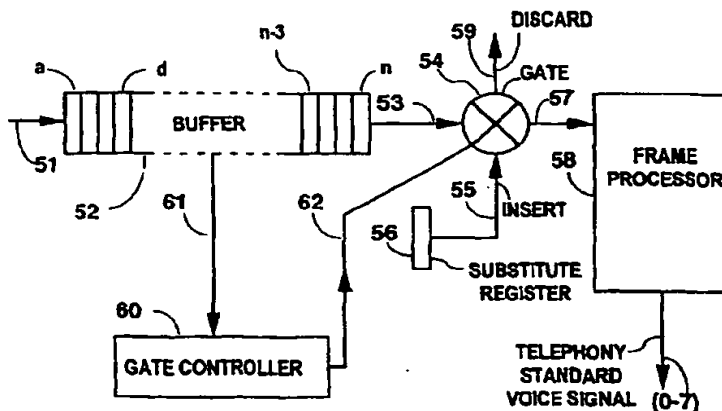 DISCARD
59
n-3
54
GATE
a
d
n
53
57
BUFFER
51
52
61
62
55
INSERT
56
SUBSTITUTE
REGISTER
58
FRAME
PROCESSOR
60
GATE CONTROLLER
TELEPHONY
STANDARD
VOICE SIGNAL
(0-7)